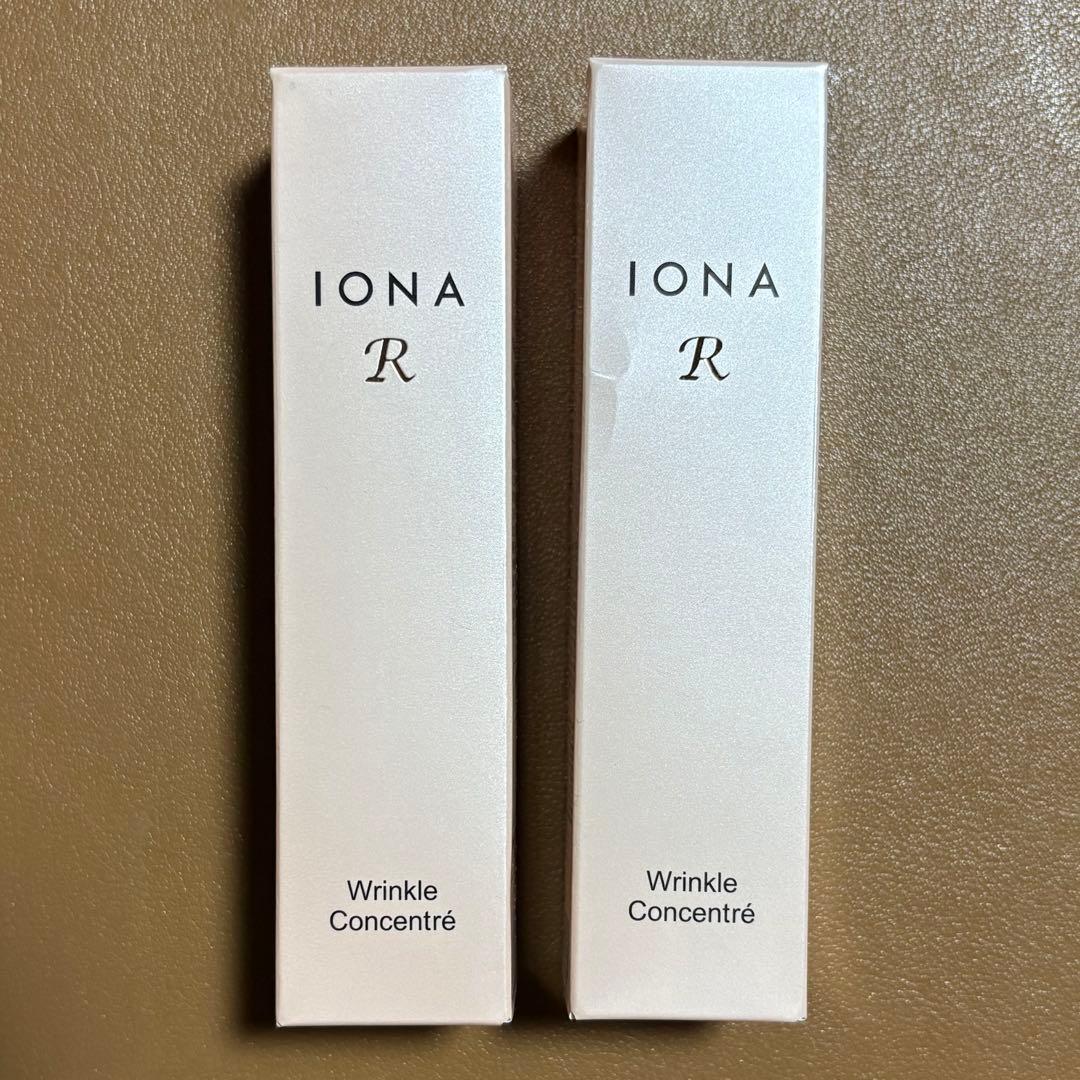 IONA
R
Wrinkle
Concentré
IONA
R
Wrinkle
Concentré